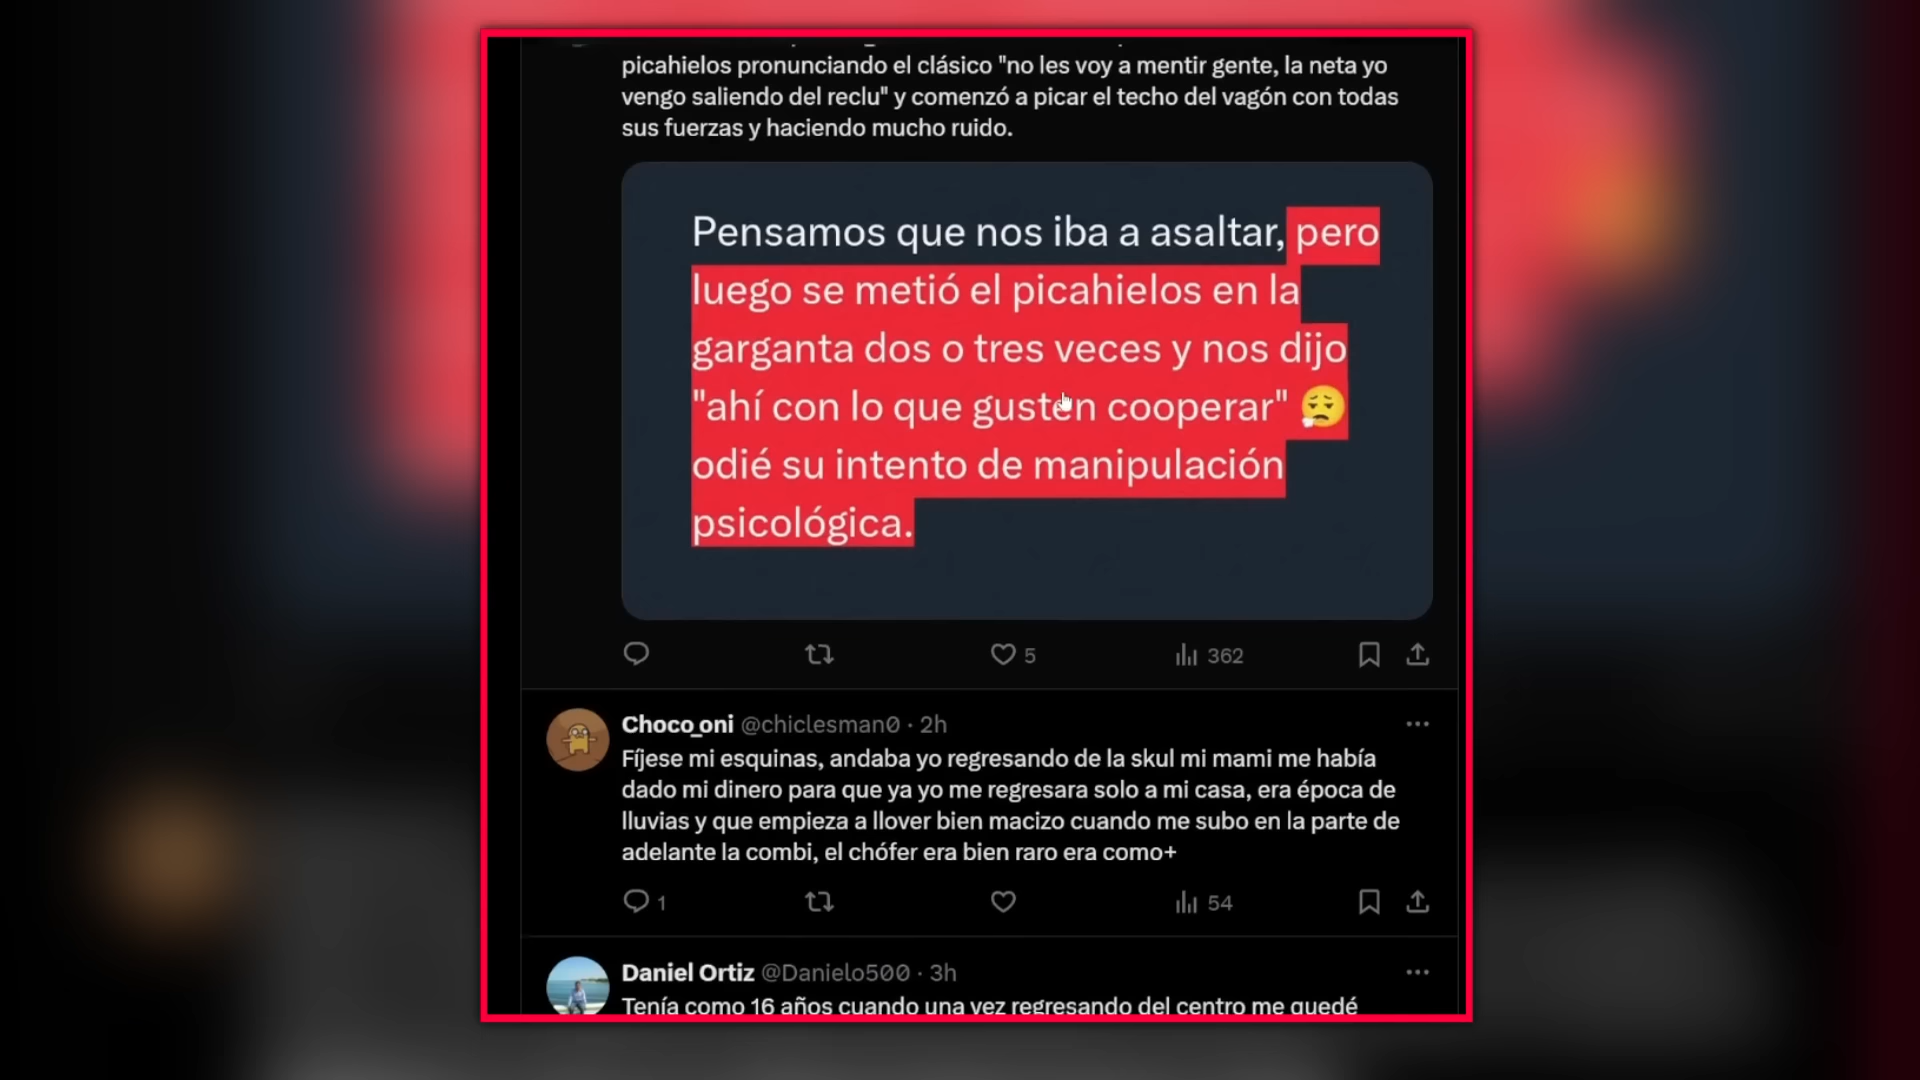 picahielos pronunciando el clásico "no les voy a mentir gente, la neta yo
vengo saliendo del reclu" y comenzó a picar el techo del vagón con todas
sus fuerzas y haciendo mucho ruido.
Pensamos que nos iba a asaltar, pero
luego se metió el picahielos en la
garganta dos o tres veces y nos dijo
"ahí con lo que gusten cooperar" 😮‍💨
odié su intento de manipulación
psicológica.
5 362
Choco_oni @chiclesman0 · 2h
Fíjese mi esquinas, andaba yo regresando de la skul mi mami me había
dado mi dinero para que ya yo me regresara solo a mi casa, era época de
lluvias y que empieza a llover bien macizo cuando me subo en la parte de
adelante la combi, el chófer era bien raro era como+
1 54
Daniel Ortiz @Danielo500 · 3h
Tenía como 16 años cuando una vez regresando del centro me quedé